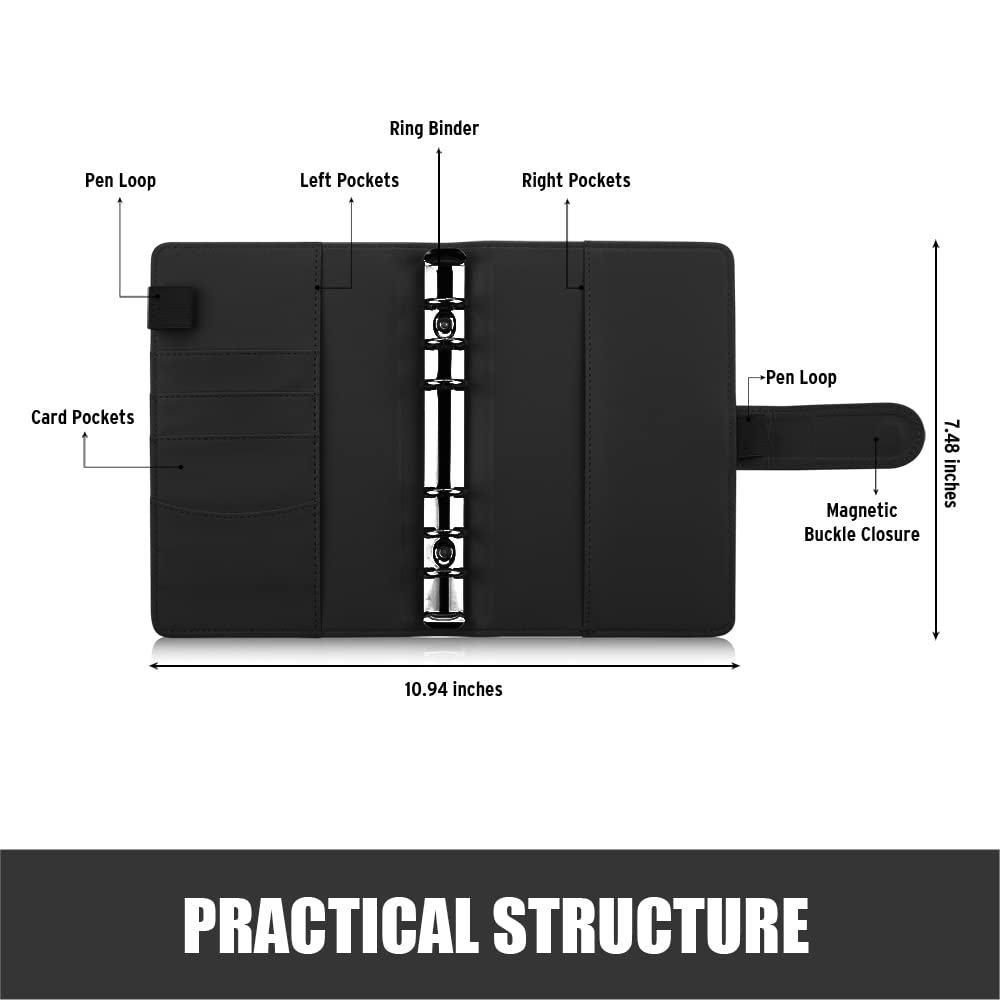 Ring Binder
Pen Loop
Left Pockets
Right Pockets
Pen Loop
Card Pockets
7.48 inches
Magnetic
Buckle Closure
10.94 inches
PRACTICAL STRUCTURE